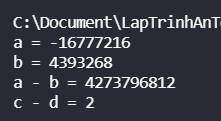 C:\Document\LapTrinhAnT
a = -16777216
b = 4393268
a - b = 4273796812
c - d = 2